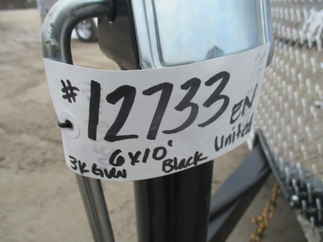 # 12733 EN
6x10' Black United
3K GVW